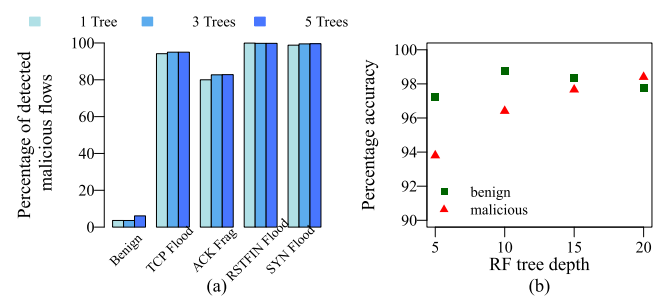 1 Tree 3 Trees 5 Trees
Percentage of detected
malicious flows
100
80
60
40
20
0
Benign
TCP Flood
ACK Frag
RSTFIN Flood
SYN Flood
(a)
Percentage accuracy
100
98
96
94
92
90
benign
malicious
5 10 15 20
RF tree depth
(b)